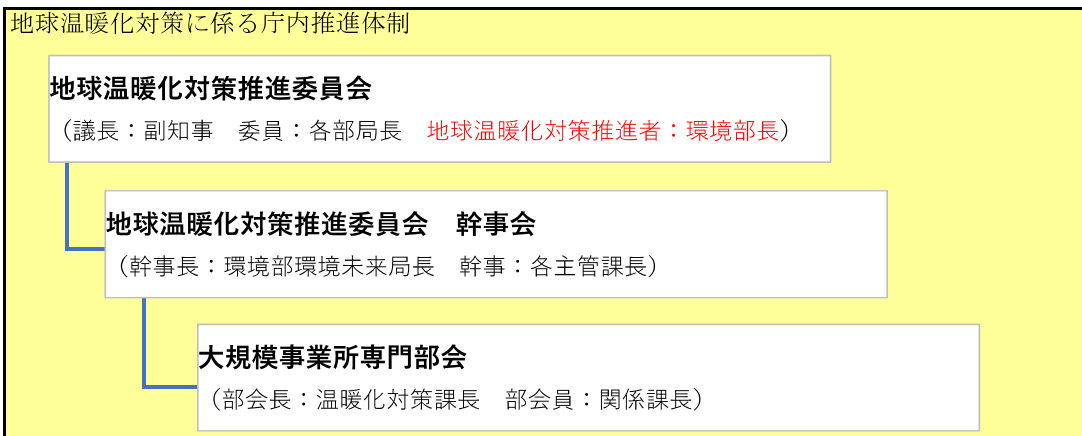 地球温暖化対策に係る庁内推進体制
地球温暖化対策推進委員会
（議長：副知事　委員：各部局長　地球温暖化対策推進者：環境部長）
地球温暖化対策推進委員会　幹事会
（幹事長：環境部環境未来局長　幹事：各主管課長）
大規模事業所専門部会
（部会長：温暖化対策課長　部会員：関係課長）